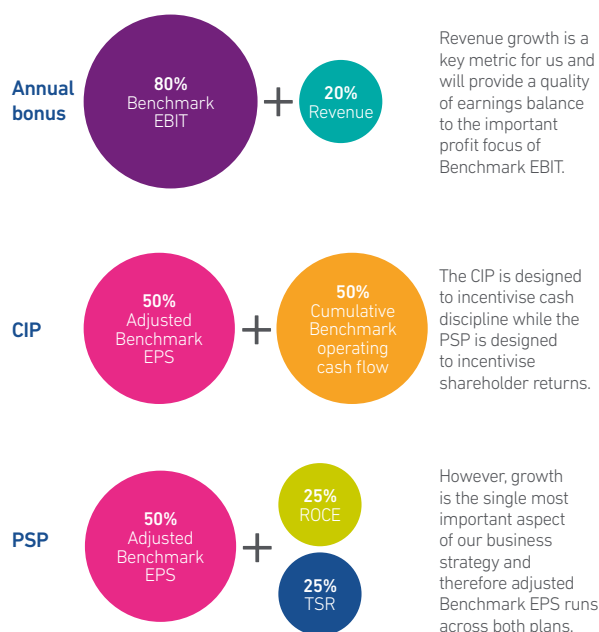 Annual
bonus
80%
Benchmark
EBIT
+
20%
Revenue
Revenue growth is a
key metric for us and
will provide a quality
of earnings balance
to the important
profit focus of
Benchmark EBIT.
CIP
50%
Adjusted
Benchmark
EPS
+
50%
Cumulative
Benchmark
operating
cash flow
The CIP is designed
to incentivise cash
discipline while the
PSP is designed
to incentivise
shareholder returns.
PSP
50%
Adjusted
Benchmark
EPS
+
25%
ROCE
25%
TSR
However, growth
is the single most
important aspect
of our business
strategy and
therefore adjusted
Benchmark EPS runs
across both plans.